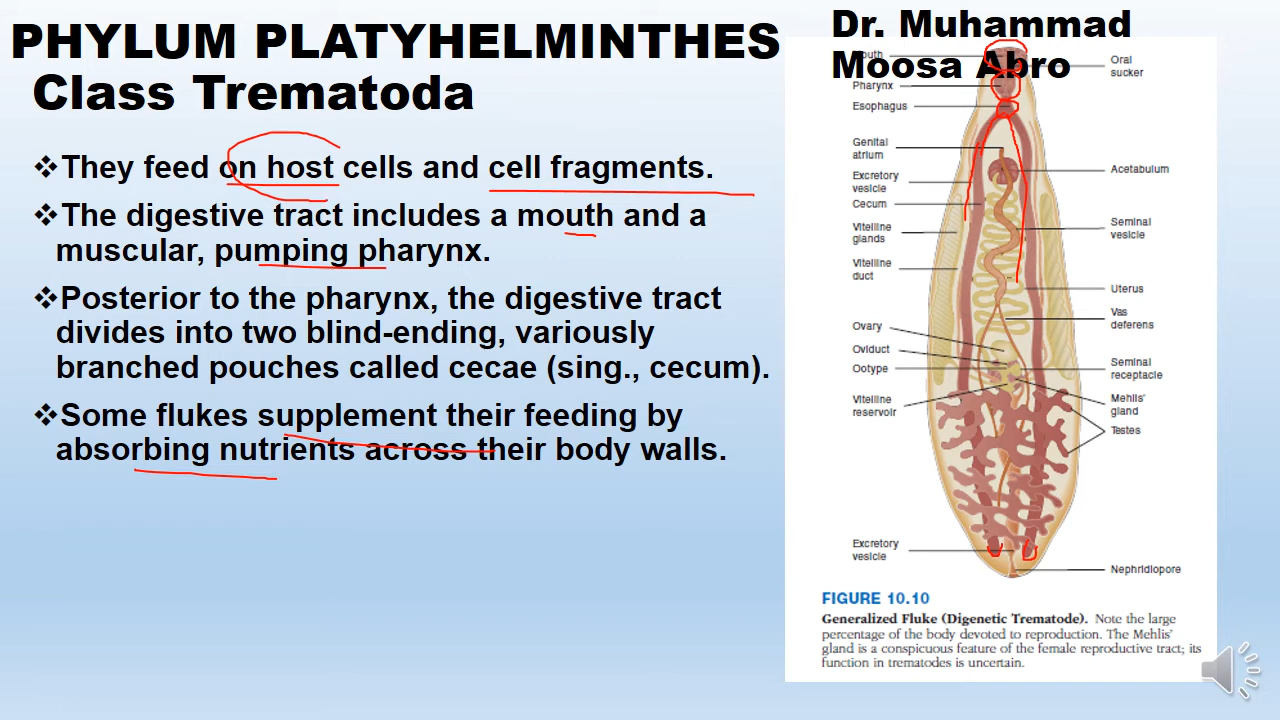 PHYLUM PLATYHELMINTHES
Class Trematoda
Dr. Muhammad
Moosa Abro
❖They feed on host cells and cell fragments.
❖The digestive tract includes a mouth and a
muscular, pumping pharynx.
❖Posterior to the pharynx, the digestive tract
divides into two blind-ending, variously
branched pouches called cecae (sing., cecum).
❖Some flukes supplement their feeding by
absorbing nutrients across their body walls.
Mouth
Pharynx
Esophagus
Genital
atrium
Excretory
vesicle
Cecum
Vitelline
glands
Vitelline
duct
Ovary
Oviduct
Ootype
Vitelline
reservoir
Excretory
vesicle
Oral
sucker
Acetabulum
Seminal
vesicle
Uterus
Vas
deferens
Seminal
receptacle
Mehlis'
gland
Testes
Nephridiopore
FIGURE 10.10
Generalized Fluke (Digenetic Trematode). Note the large
percentage of the body devoted to reproduction. The Mehlis'
gland is a conspicuous feature of the female reproductive tract; its
function in trematodes is uncertain.